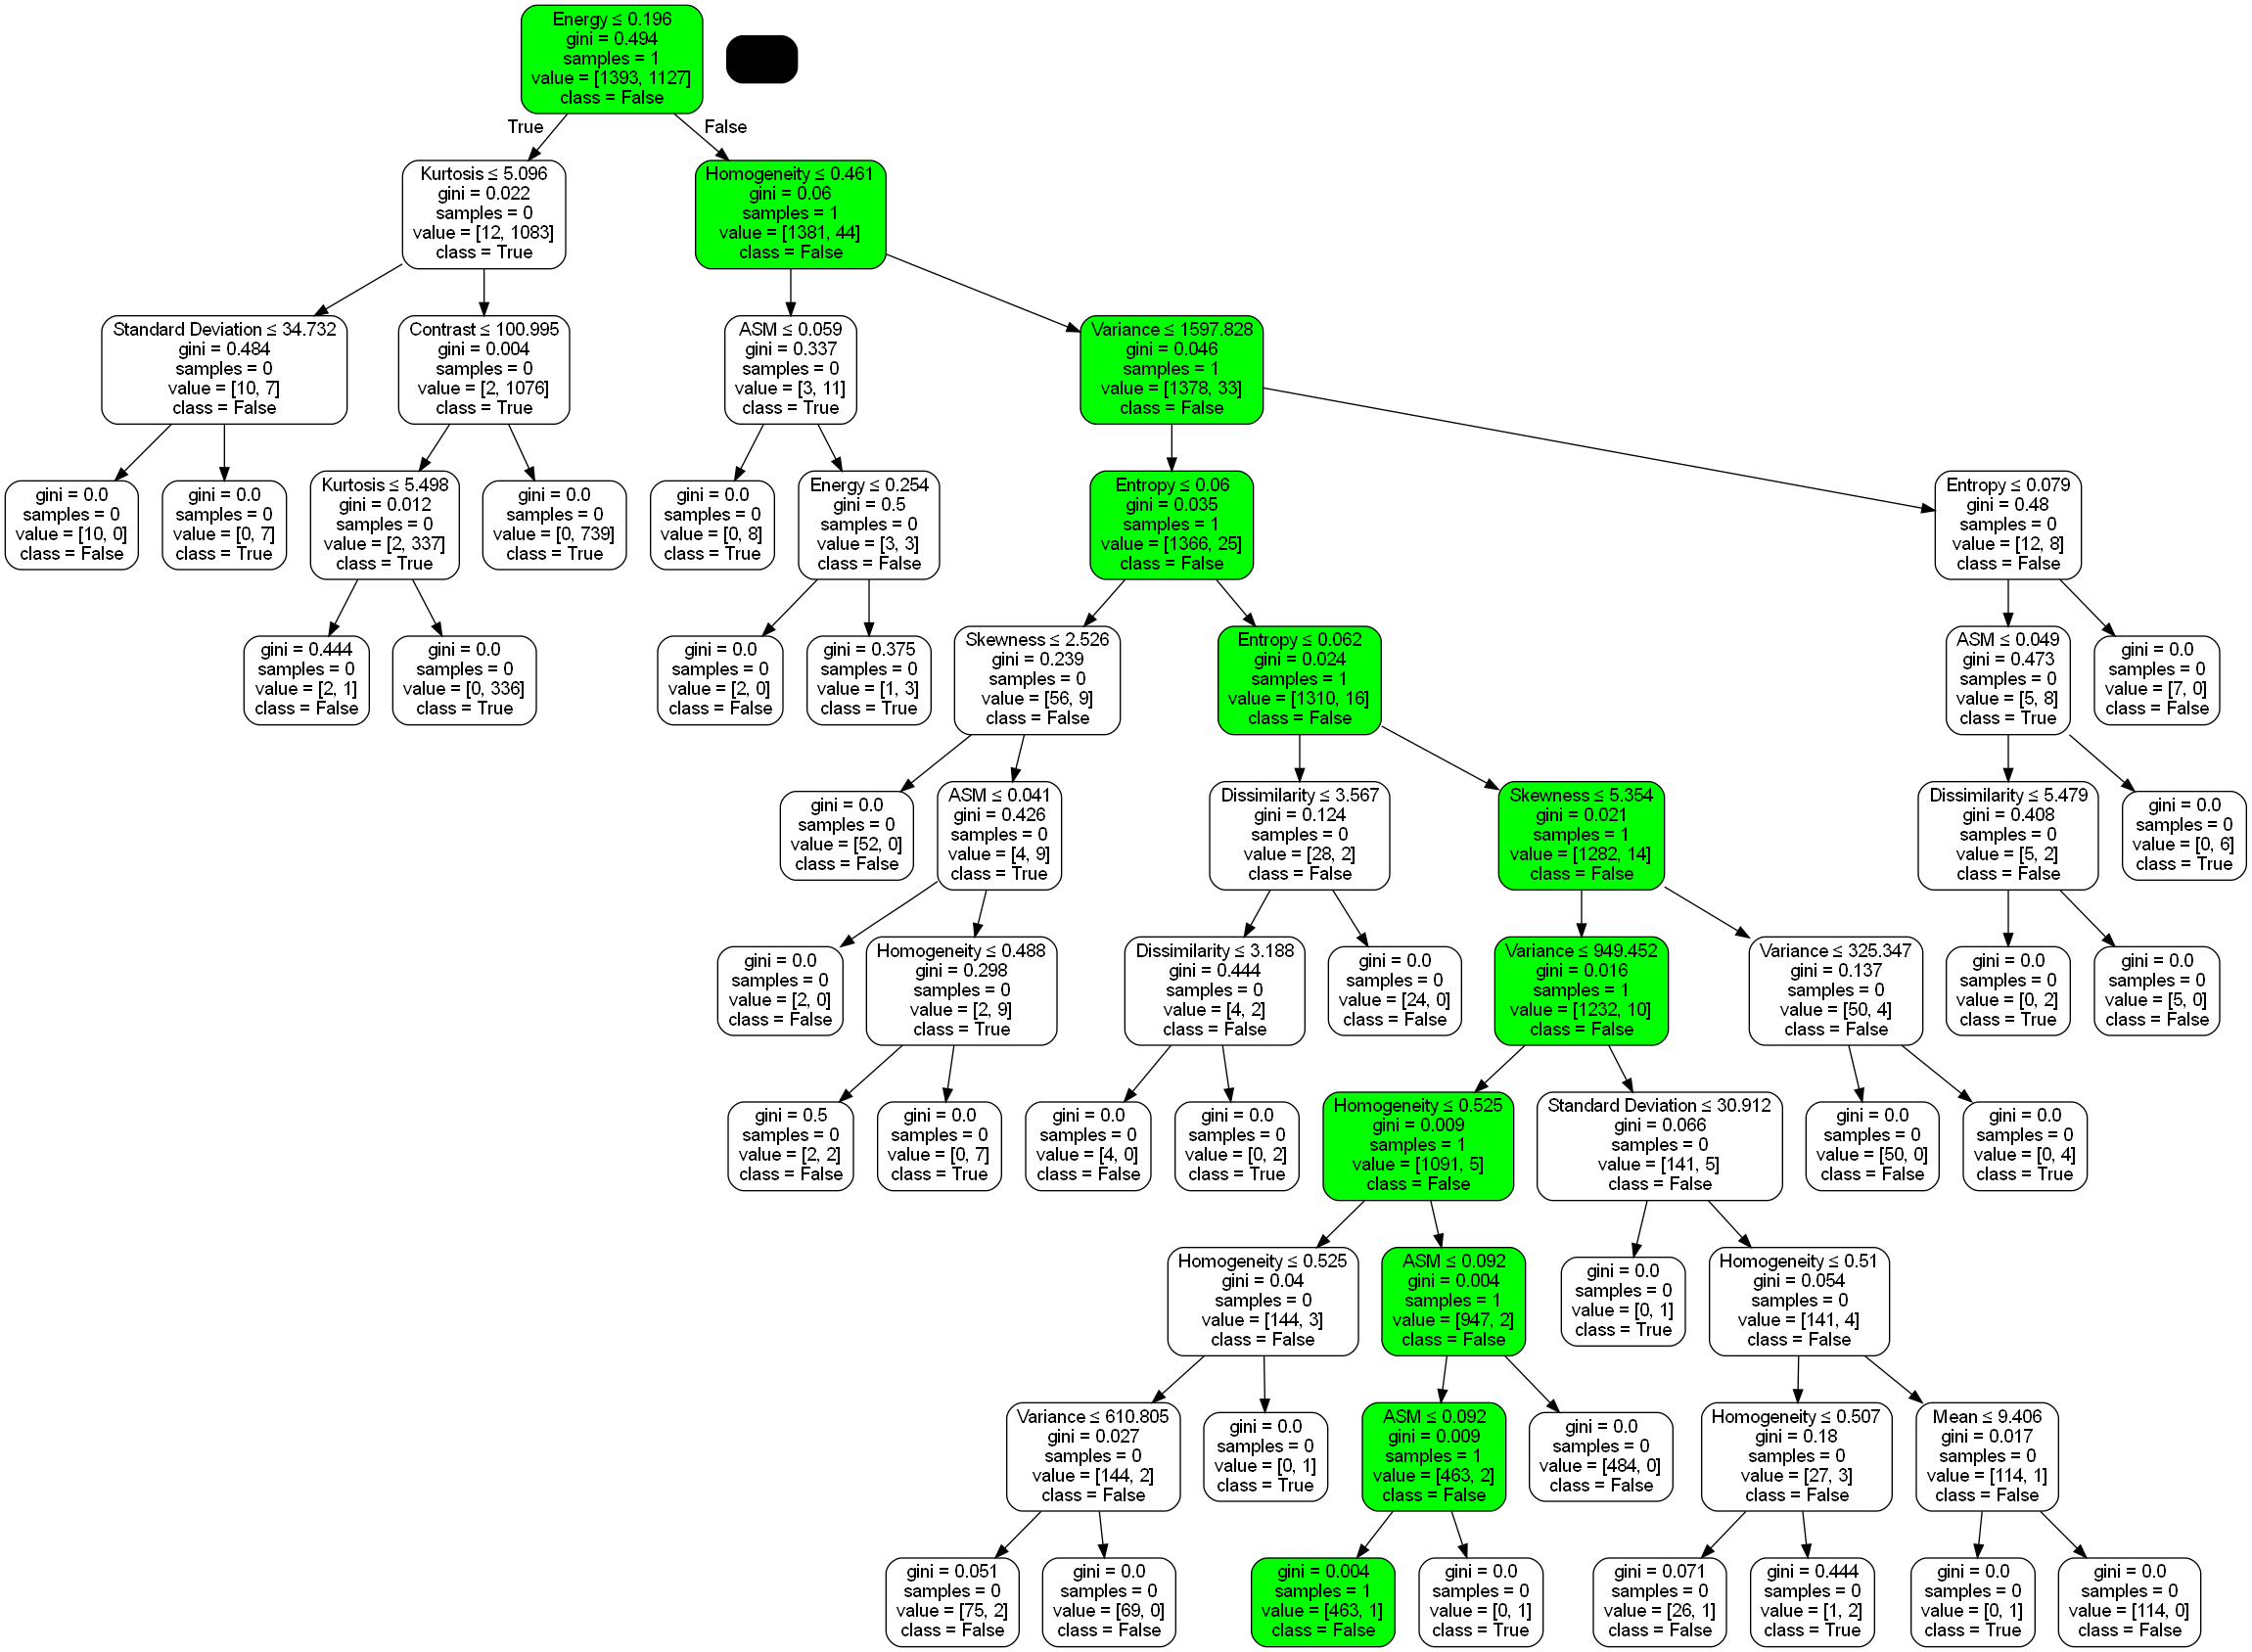 Energy ≤ 0.196
gini = 0.494
samples = 1
value = [1393, 1127]
class = False
True
False
Kurtosis ≤ 5.096
gini = 0.022
samples = 0
value = [12, 1083]
class = True
Homogeneity ≤ 0.461
gini = 0.06
samples = 1
value = [1381, 44]
class = False
Standard Deviation ≤ 34.732
gini = 0.484
samples = 0
value = [10, 7]
class = False
Contrast ≤ 100.995
gini = 0.004
samples = 0
value = [2, 1076]
class = True
ASM ≤ 0.059
gini = 0.337
samples = 0
value = [3, 11]
class = True
Variance ≤ 1597.828
gini = 0.046
samples = 1
value = [1378, 33]
class = False
gini = 0.0
samples = 0
value = [10, 0]
class = False
gini = 0.0
samples = 0
value = [0, 7]
class = True
Kurtosis ≤ 5.498
gini = 0.012
samples = 0
value = [2, 337]
class = True
gini = 0.0
samples = 0
value = [0, 739]
class = True
gini = 0.0
samples = 0
value = [0, 8]
class = True
Energy ≤ 0.254
gini = 0.5
samples = 0
value = [3, 3]
class = False
Entropy ≤ 0.06
gini = 0.035
samples = 1
value = [1366, 25]
class = False
Entropy ≤ 0.079
gini = 0.48
samples = 0
value = [12, 8]
class = False
gini = 0.444
samples = 0
value = [2, 1]
class = False
gini = 0.0
samples = 0
value = [0, 336]
class = True
gini = 0.0
samples = 0
value = [2, 0]
class = False
gini = 0.375
samples = 0
value = [1, 3]
class = True
Skewness ≤ 2.526
gini = 0.239
samples = 0
value = [56, 9]
class = False
Entropy ≤ 0.062
gini = 0.024
samples = 1
value = [1310, 16]
class = False
ASM ≤ 0.049
gini = 0.473
samples = 0
value = [5, 8]
class = True
gini = 0.0
samples = 0
value = [7, 0]
class = False
gini = 0.0
samples = 0
value = [52, 0]
class = False
ASM ≤ 0.041
gini = 0.426
samples = 0
value = [4, 9]
class = True
Dissimilarity ≤ 3.567
gini = 0.124
samples = 0
value = [28, 2]
class = False
Skewness ≤ 5.354
gini = 0.021
samples = 1
value = [1282, 14]
class = False
Dissimilarity ≤ 5.479
gini = 0.408
samples = 0
value = [5, 2]
class = False
gini = 0.0
samples = 0
value = [0, 6]
class = True
gini = 0.0
samples = 0
value = [2, 0]
class = False
Homogeneity ≤ 0.488
gini = 0.298
samples = 0
value = [2, 9]
class = True
Dissimilarity ≤ 3.188
gini = 0.444
samples = 0
value = [4, 2]
class = False
gini = 0.0
samples = 0
value = [24, 0]
class = False
Variance ≤ 949.452
gini = 0.016
samples = 1
value = [1232, 10]
class = False
Variance ≤ 325.347
gini = 0.137
samples = 0
value = [50, 4]
class = False
gini = 0.0
samples = 0
value = [0, 2]
class = True
gini = 0.0
samples = 0
value = [5, 0]
class = False
gini = 0.5
samples = 0
value = [2, 2]
class = False
gini = 0.0
samples = 0
value = [0, 7]
class = True
gini = 0.0
samples = 0
value = [4, 0]
class = False
gini = 0.0
samples = 0
value = [0, 2]
class = True
Homogeneity ≤ 0.525
gini = 0.009
samples = 1
value = [1091, 5]
class = False
Standard Deviation ≤ 30.912
gini = 0.066
samples = 0
value = [141, 5]
class = False
gini = 0.0
samples = 0
value = [50, 0]
class = False
gini = 0.0
samples = 0
value = [0, 4]
class = True
Homogeneity ≤ 0.525
gini = 0.04
samples = 0
value = [144, 3]
class = False
ASM ≤ 0.092
gini = 0.004
samples = 1
value = [947, 2]
class = False
gini = 0.0
samples = 0
value = [0, 1]
class = True
Homogeneity ≤ 0.51
gini = 0.054
samples = 0
value = [141, 4]
class = False
Variance ≤ 610.805
gini = 0.027
samples = 0
value = [144, 2]
class = False
gini = 0.0
samples = 0
value = [0, 1]
class = True
ASM ≤ 0.092
gini = 0.009
samples = 1
value = [463, 2]
class = False
gini = 0.0
samples = 0
value = [484, 0]
class = False
Homogeneity ≤ 0.507
gini = 0.18
samples = 0
value = [27, 3]
class = False
Mean ≤ 9.406
gini = 0.017
samples = 0
value = [114, 1]
class = False
gini = 0.051
samples = 0
value = [75, 2]
class = False
gini = 0.0
samples = 0
value = [69, 0]
class = False
gini = 0.004
samples = 1
value = [463, 1]
class = False
gini = 0.0
samples = 0
value = [0, 1]
class = True
gini = 0.071
samples = 0
value = [26, 1]
class = False
gini = 0.444
samples = 0
value = [1, 2]
class = True
gini = 0.0
samples = 0
value = [0, 1]
class = True
gini = 0.0
samples = 0
value = [114, 0]
class = False